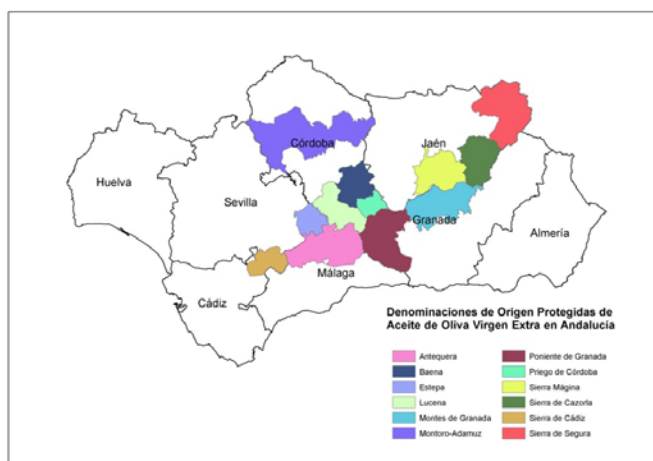 Córdoba
Jaén
Huelva
Sevilla
Granada
Almería
Málaga
Cádiz
Denominaciones de Origen Protegidas de
Aceite de Oliva Virgen Extra en Andalucía
Antequera
Baena
Estepa
Lucena
Montes de Granada
Montoro-Adamuz
Poniente de Granada
Priego de Córdoba
Sierra Mágina
Sierra de Cazorla
Sierra de Cádiz
Sierra de Segura